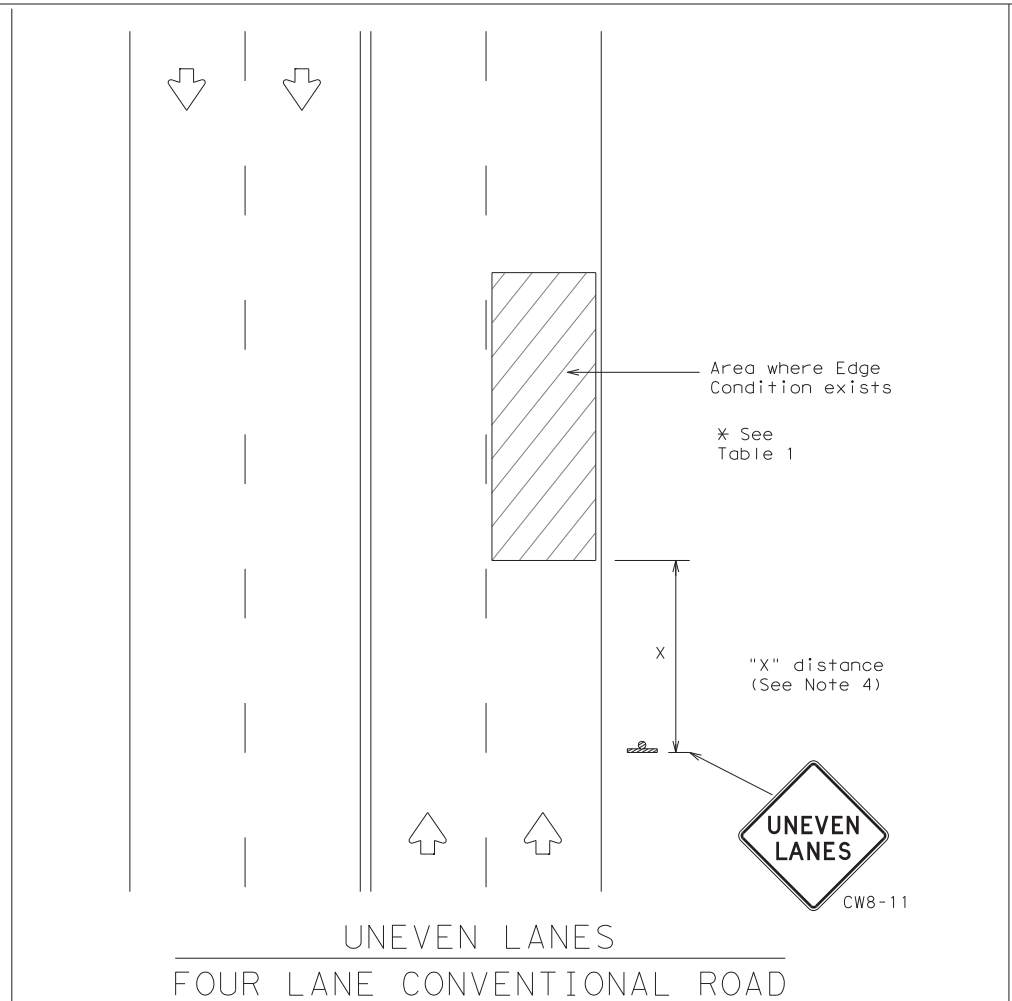 Area where Edge
Condition exists
* See
Table 1
X
"X" distance
(See Note 4)
UNEVEN
LANES
CW8-11
UNEVEN LANES
FOUR LANE CONVENTIONAL ROAD